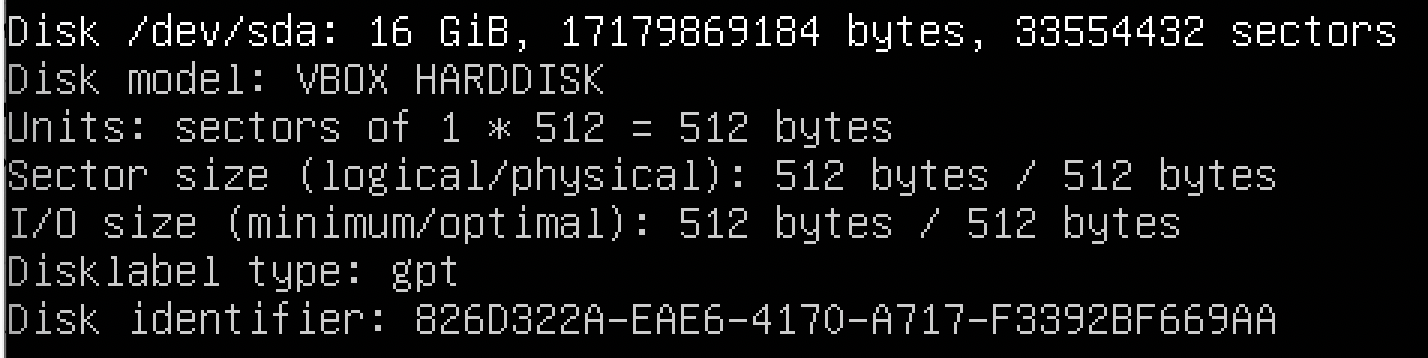 Disk /dev/sda: 16 GiB, 17179869184 bytes, 33554432 sectors
Disk model: VBOX HARDDISK
Units: sectors of 1 * 512 = 512 bytes
Sector size (logical/physical): 512 bytes / 512 bytes
I/O size (minimum/optimal): 512 bytes / 512 bytes
Disklabel type: gpt
Disk identifier: 826D322A-EAE6-4170-A717-F3392BF669AA